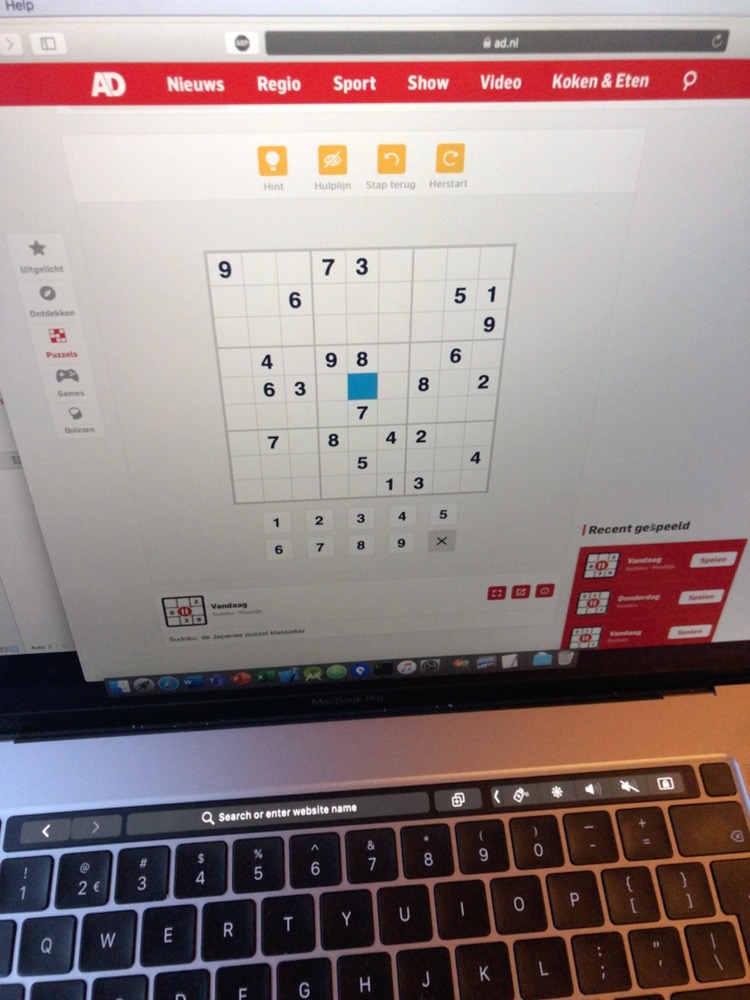 Help
ABP ad.nl
AD Nieuws Regio Sport Show Video Koken & Eten
Hint Hulplijn Stap terug Herstart
Uitgelicht
Ontdekken
Puzzels
Games
Quizzen
9 7 3
6 5 1
9
4 9 8 6
6 3 8 2
7
7 8 4 2
5 4
1 3
1 2 3 4 5
6 7 8 9 ×
Recent gespeeld
Vandaag Spelen
Donderdag Spelen
Sudoku
Vandaag Spelen
Vandaag
Sudoku, de Japanse puzzel klassieker.
MacBook Pro
Search or enter website name
! @ # $ % ^ & * ( ) — +
1 2 € 3 4 5 6 7 8 9 0 - =
Q W E R T Y U I O P { [ } ]
D F G H J K L : ; " ' | \